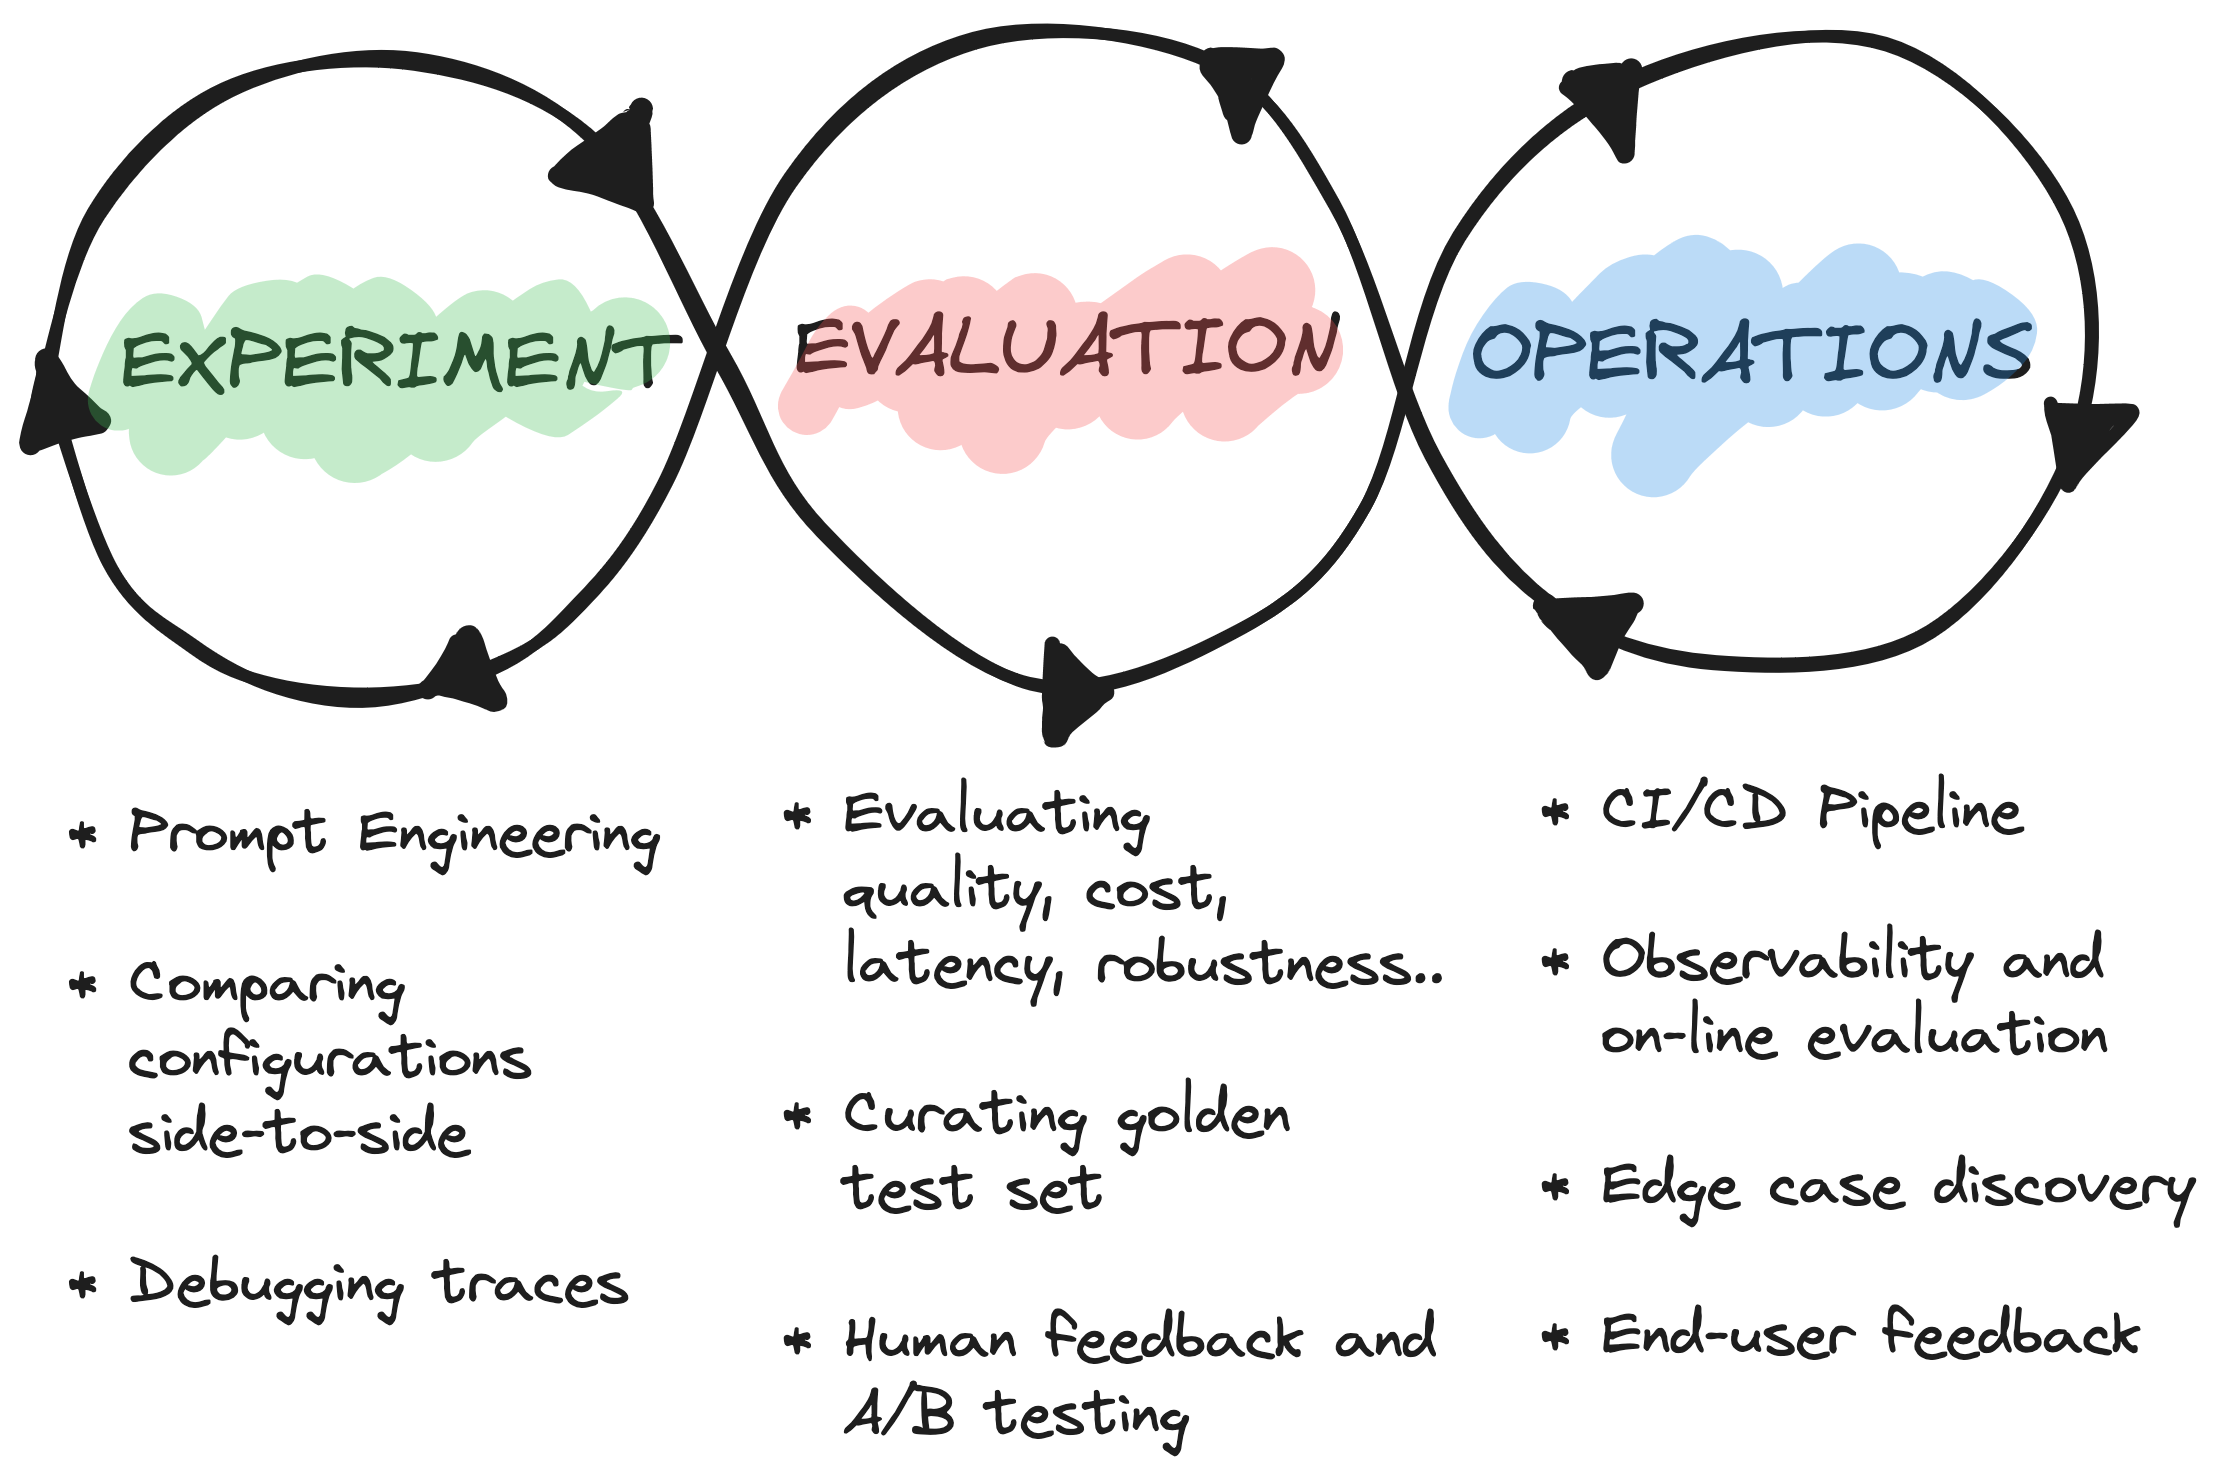 EXPERIMENT
EVALUATION
OPERATIONS
* Prompt Engineering
* Comparing
configurations
side-to-side
* Debugging traces
* Evaluating
quality, cost,
latency, robustness..
* Curating golden
test set
* Human feedback and
A/B testing
* CI/CD Pipeline
* Observability and
on-line evaluation
* Edge case discovery
* End-user feedback